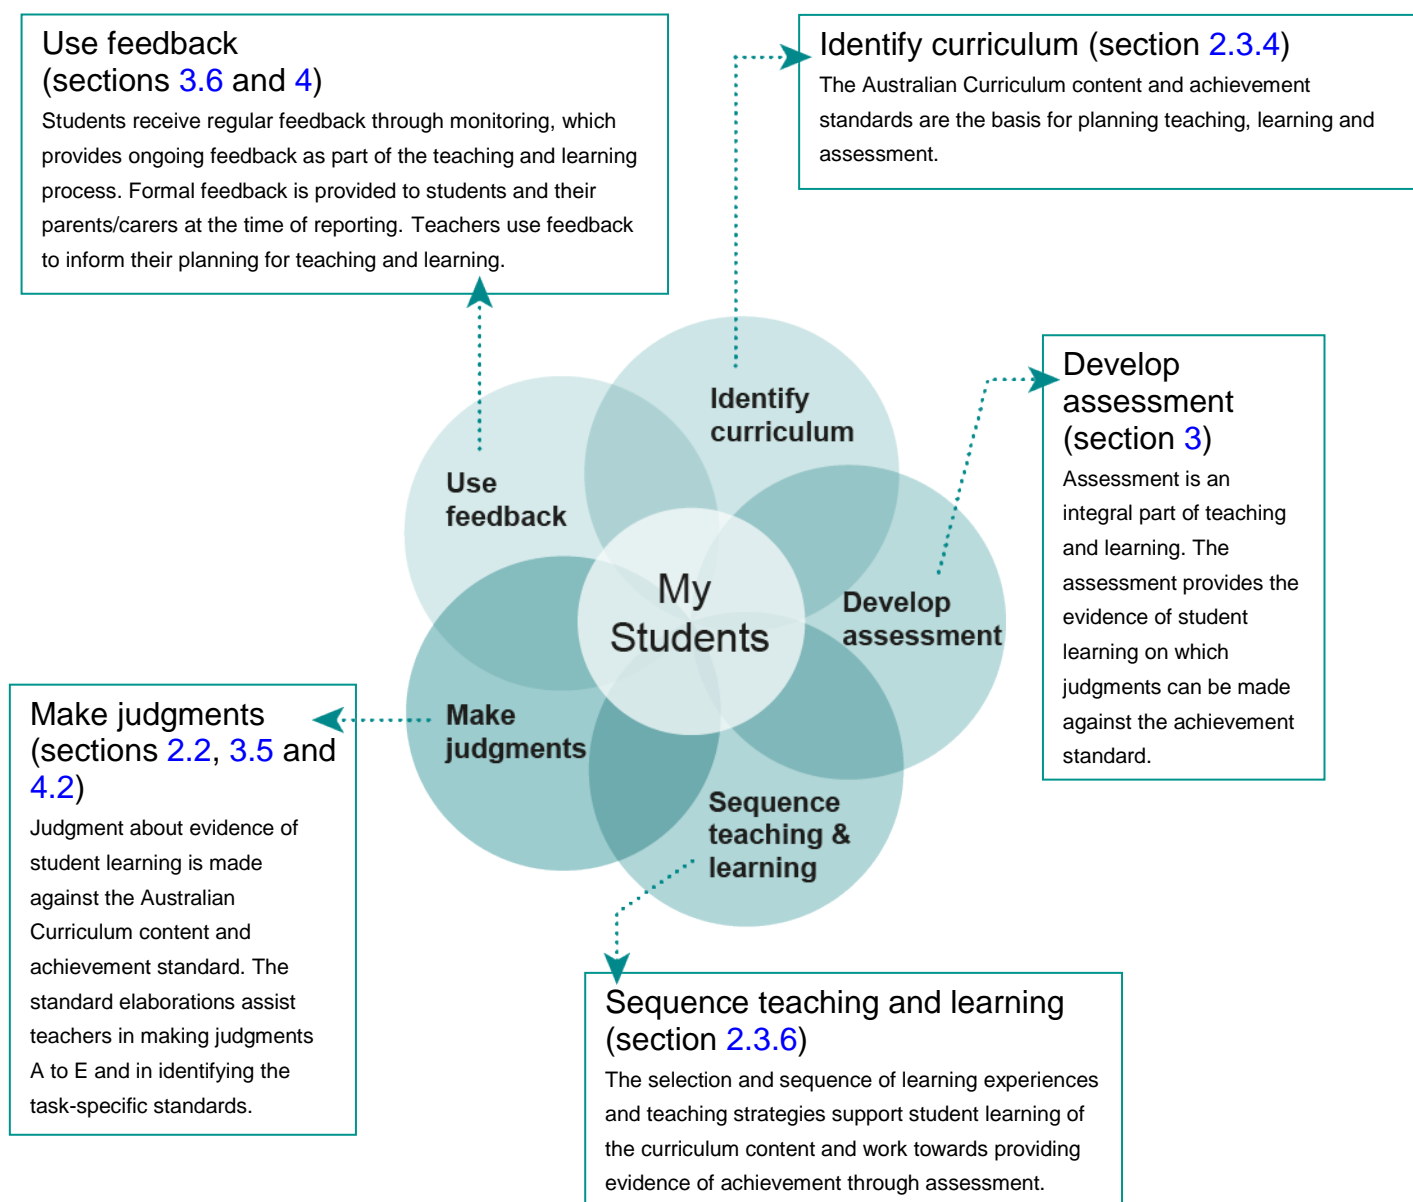 Use feedback
(sections 3.6 and 4)
Students receive regular feedback through monitoring, which
provides ongoing feedback as part of the teaching and learning
process. Formal feedback is provided to students and their
parents/carers at the time of reporting. Teachers use feedback
to inform their planning for teaching and learning.
Identify curriculum (section 2.3.4)
The Australian Curriculum content and achievement
standards are the basis for planning teaching, learning and
assessment.
Develop
assessment
(section 3)
Assessment is an
integral part of teaching
and learning. The
assessment provides the
evidence of student
learning on which
judgments can be made
against the achievement
standard.
Identify
curriculum
Use
feedback
My
Students
Develop
assessment
Make
judgments
Sequence
teaching &
learning
Make judgments
(sections 2.2, 3.5 and
4.2)
Judgment about evidence of
student learning is made
against the Australian
Curriculum content and
achievement standard. The
standard elaborations assist
teachers in making judgments
A to E and in identifying the
task-specific standards.
Sequence teaching and learning
(section 2.3.6)
The selection and sequence of learning experiences
and teaching strategies support student learning of
the curriculum content and work towards providing
evidence of achievement through assessment.